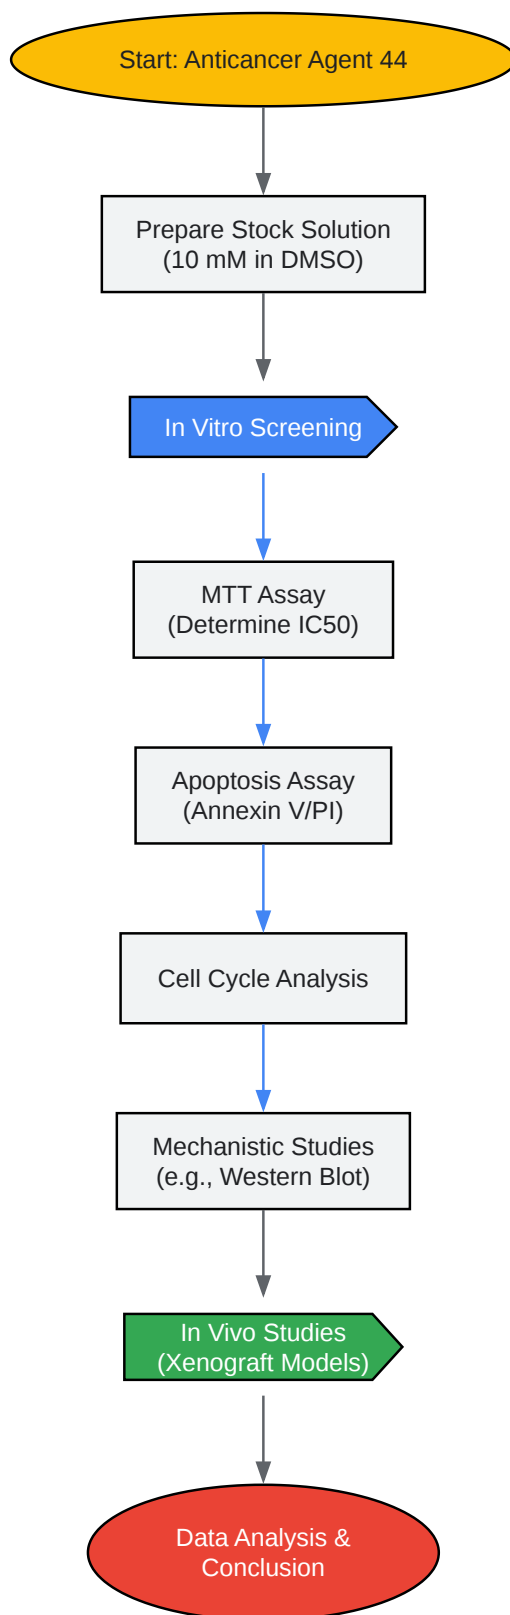 Start: Anticancer Agent 44
Prepare Stock Solution
(10 mM in DMSO)
In Vitro Screening
MTT Assay
(Determine IC50)
Apoptosis Assay
(Annexin V/PI)
Cell Cycle Analysis
Mechanistic Studies
(e.g., Western Blot)
In Vivo Studies
(Xenograft Models)
Data Analysis &
Conclusion